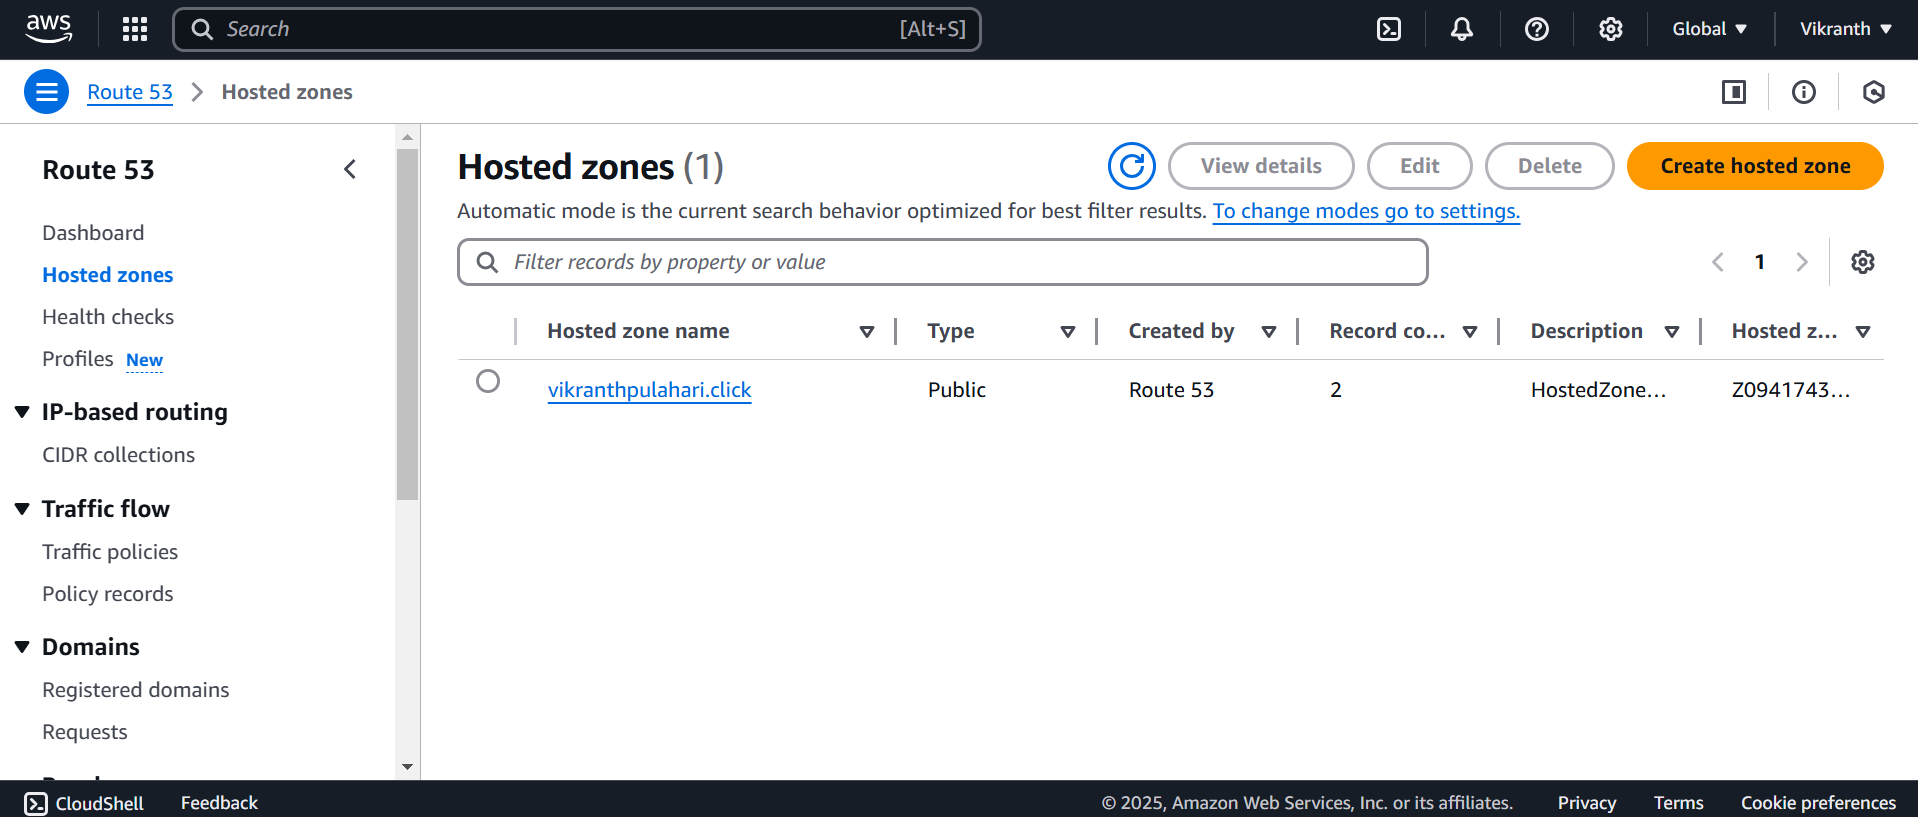 aws
Search [Alt+S]
Global Vikranth
Route 53 Hosted zones
Route 53
Dashboard
Hosted zones
Health checks
Profiles New
IP-based routing
CIDR collections
Traffic flow
Traffic policies
Policy records
Domains
Registered domains
Requests
Hosted zones (1)
View details Edit Delete Create hosted zone
Automatic mode is the current search behavior optimized for best filter results. To change modes go to settings.
Filter records by property or value
1
Hosted zone name Type Created by Record co... Description Hosted z...
vikranthpulahari.click Public Route 53 2 HostedZone... Z0941743...
CloudShell Feedback © 2025, Amazon Web Services, Inc. or its affiliates. Privacy Terms Cookie preferences